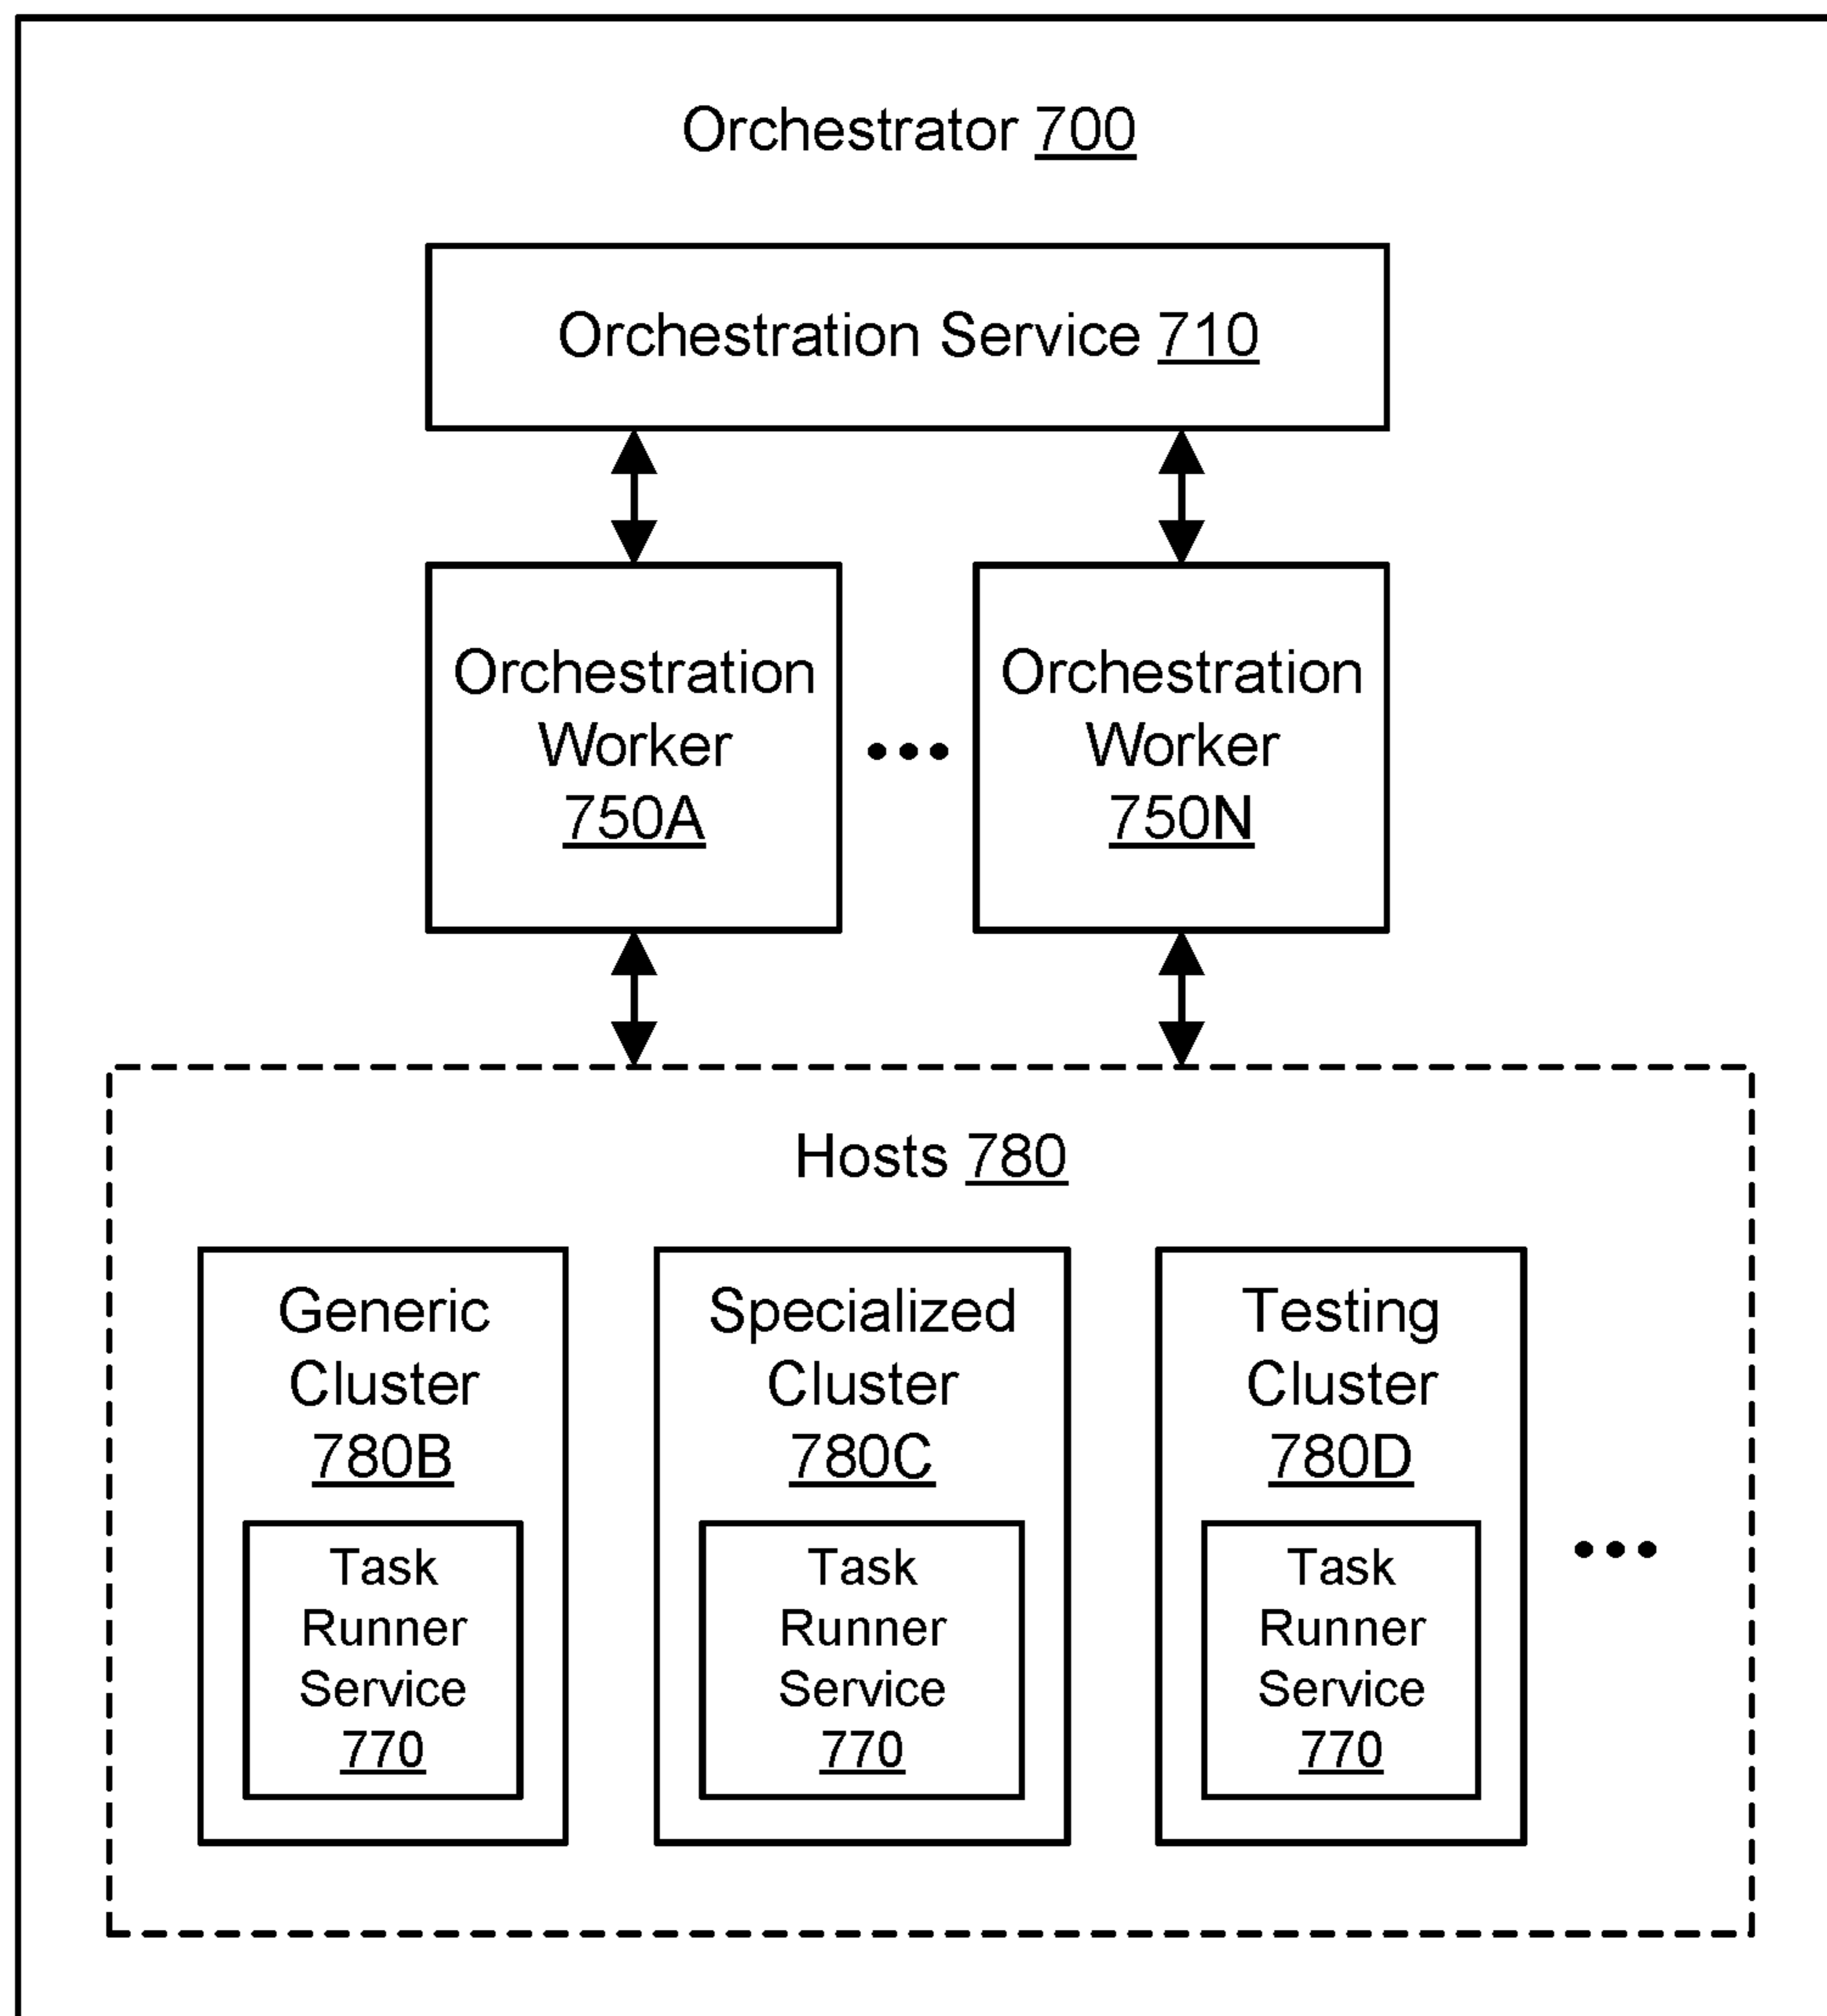 Orchestrator 700
Orchestration Service 710
Orchestration
Worker
750A
Orchestration
Worker
750N
Hosts 780
Generic
Cluster
780B
Task
Runner
Service
770
Specialized
Cluster
780C
Task
Runner
Service
770
Testing
Cluster
780D
Task
Runner
Service
770